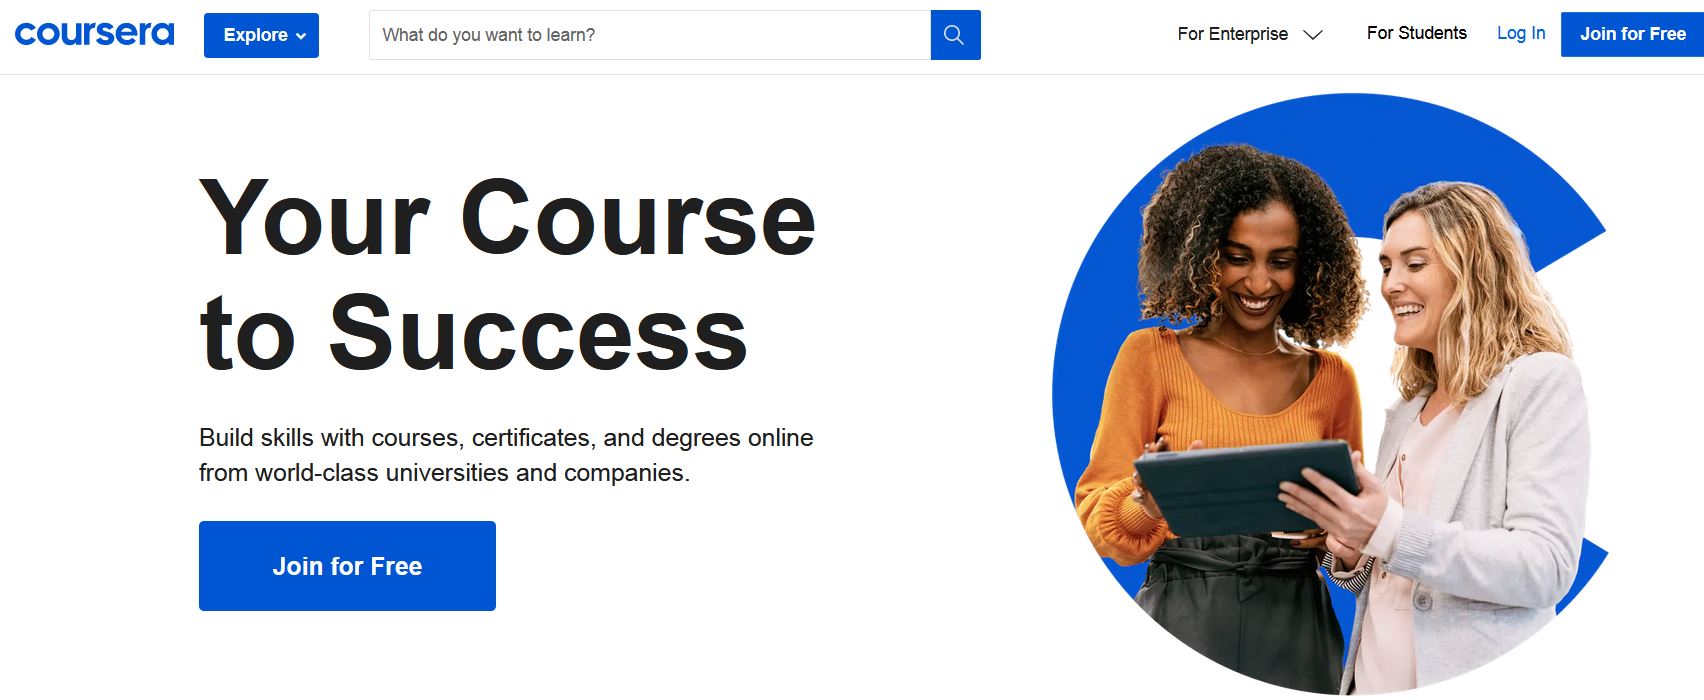 coursera
Explore
What do you want to learn?
For Enterprise
For Students
Log In
Join for Free
Your Course
to Success
Build skills with courses, certificates, and degrees online
from world-class universities and companies.
Join for Free